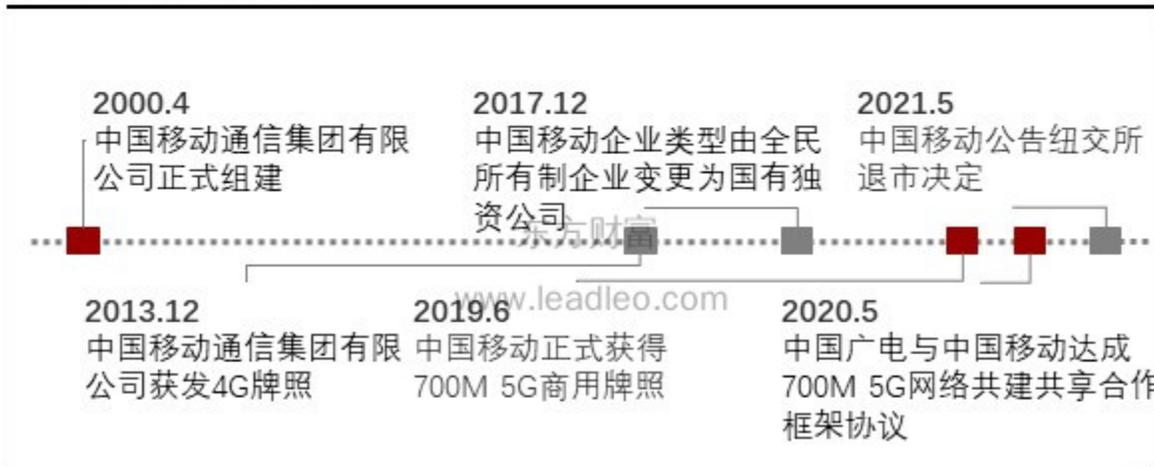 2000.4
中国移动通信集团有限
公司正式组建
2017.12
中国移动企业类型由全民
所有制企业变更为国有独
资公司
2021.5
中国移动公告纽交所
退市决定
东方财富
www.leadleo.com
2013.12
中国移动通信集团有限
公司获发4G牌照
2019.6
中国移动正式获得
700M 5G商用牌照
2020.5
中国广电与中国移动达成
700M 5G网络共建共享合作
框架协议